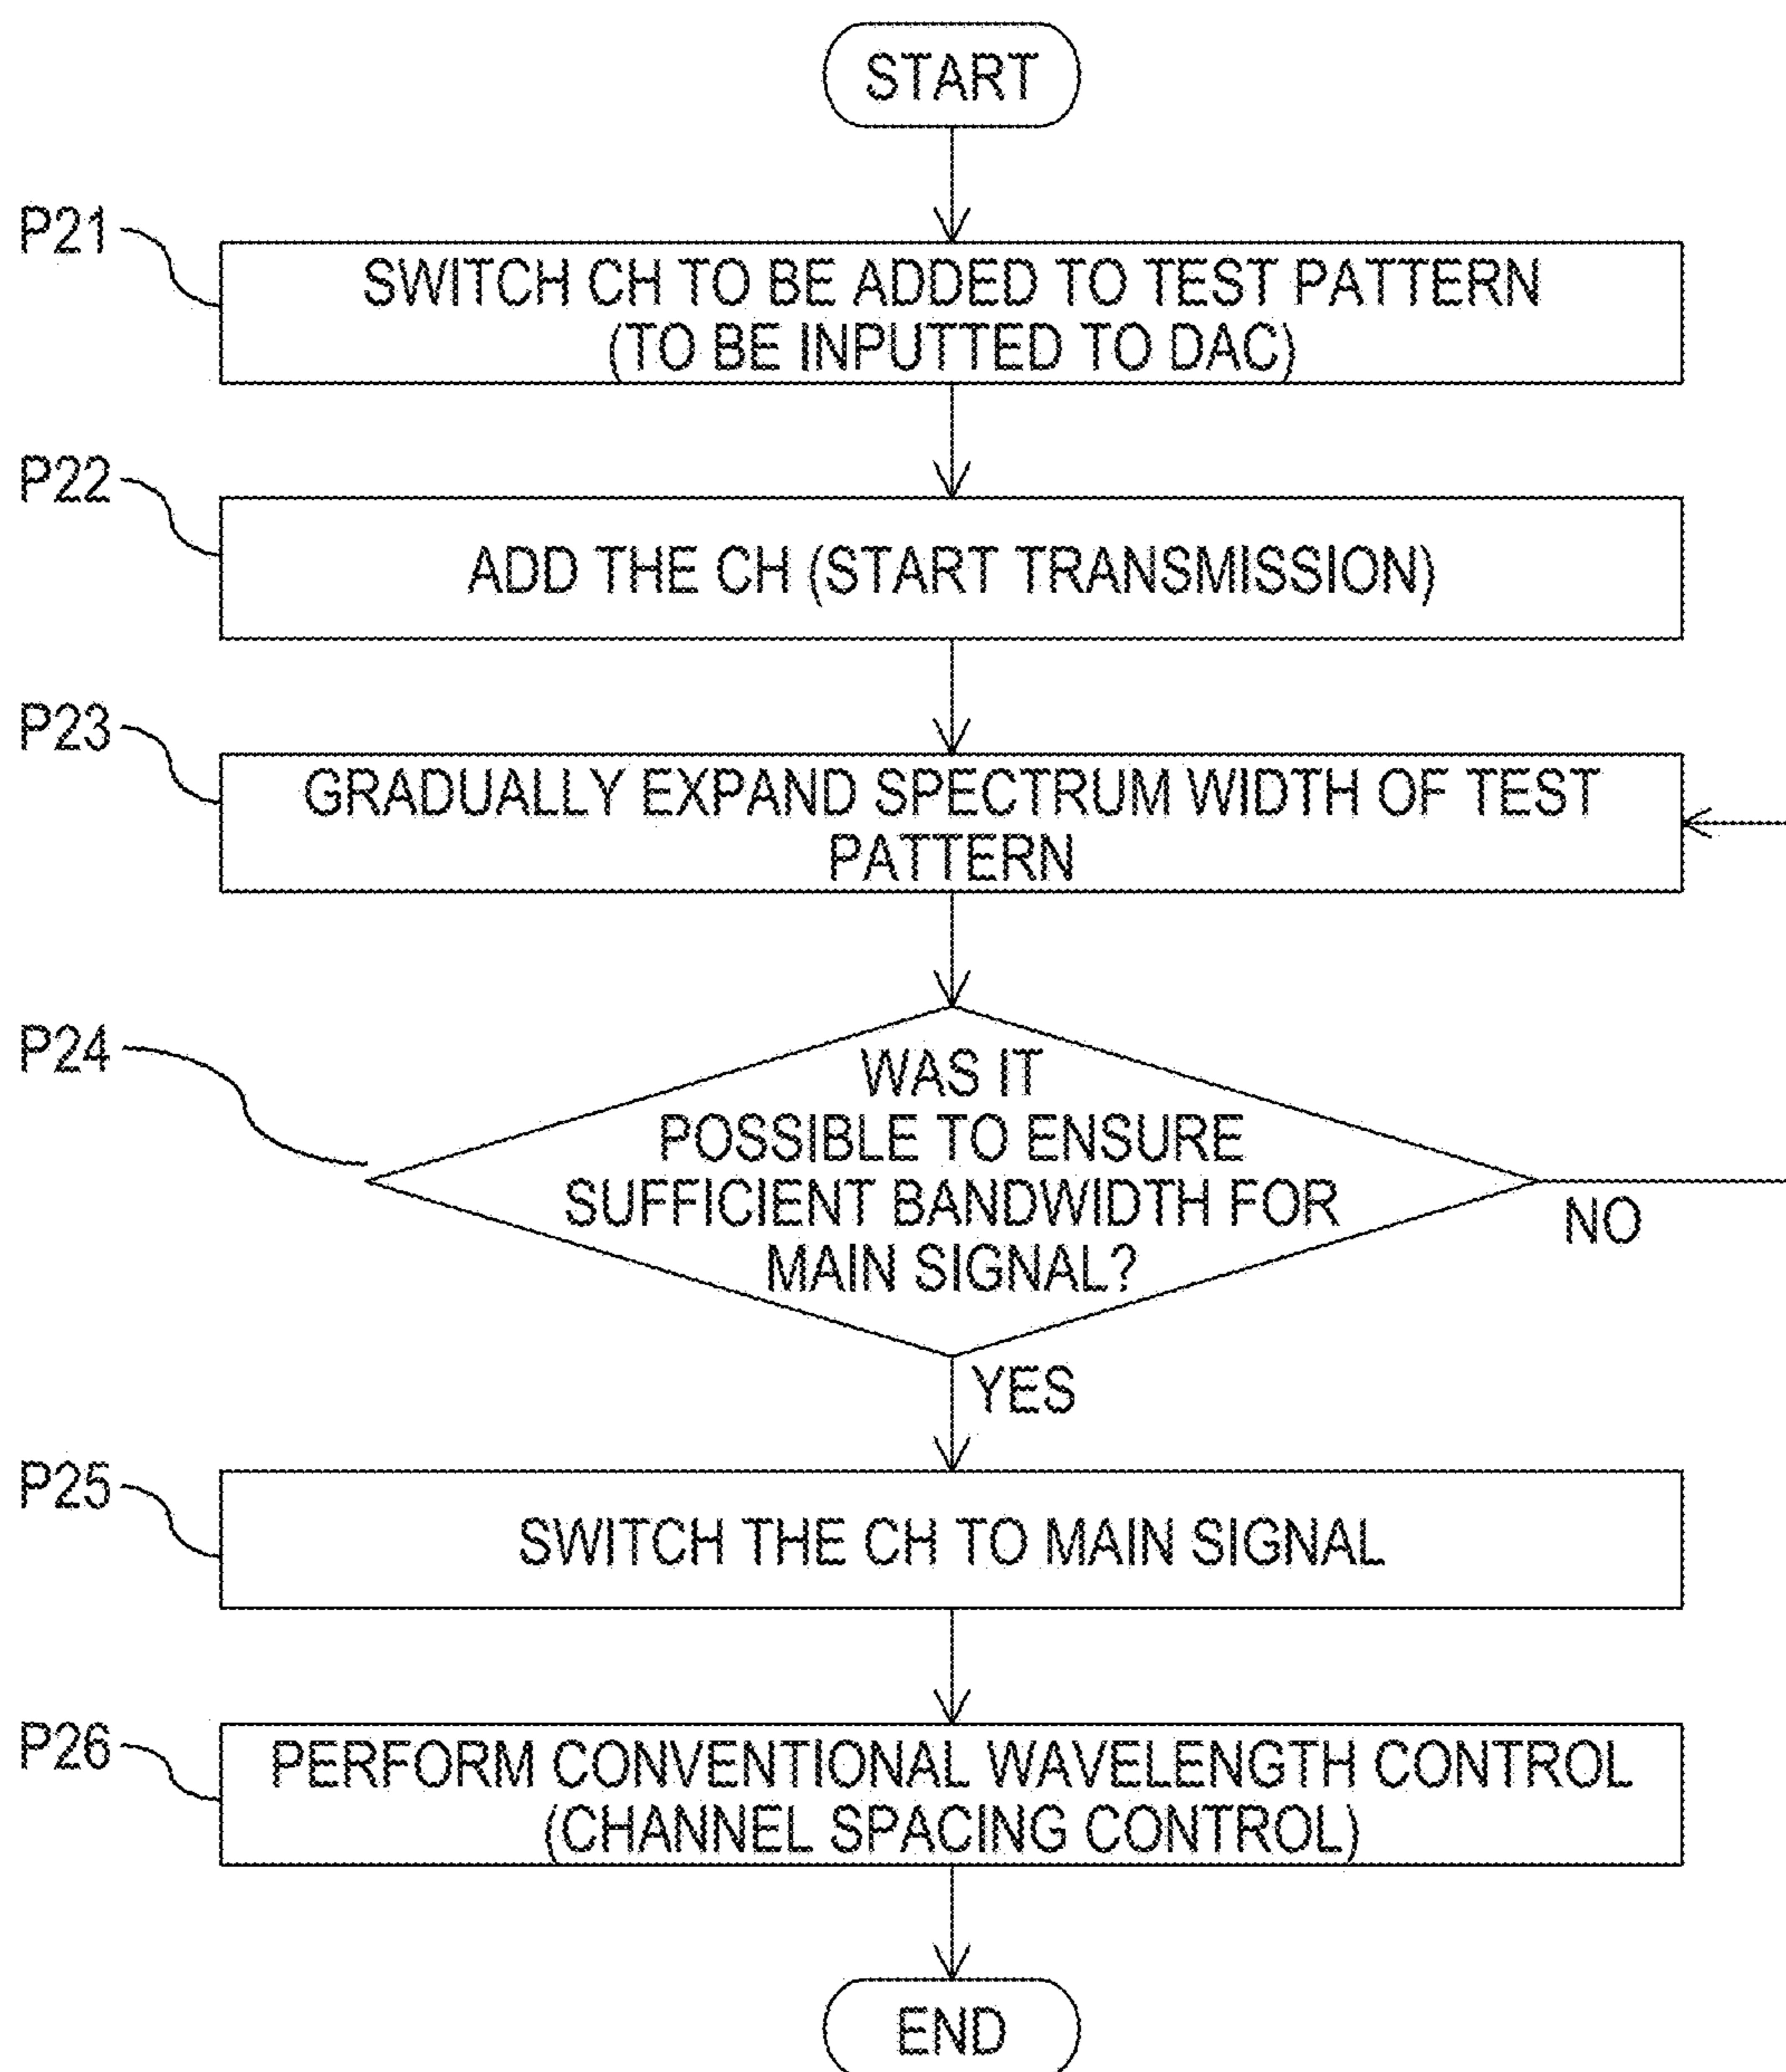 START
P21
SWITCH CH TO BE ADDED TO TEST PATTERN
(TO BE INPUTTED TO DAC)
P22
ADD THE CH (START TRANSMISSION)
P23
GRADUALLY EXPAND SPECTRUM WIDTH OF TEST
PATTERN
P24
WAS IT
POSSIBLE TO ENSURE
SUFFICIENT BANDWIDTH FOR
MAIN SIGNAL?
NO
YES
P25
SWITCH THE CH TO MAIN SIGNAL
P26
PERFORM CONVENTIONAL WAVELENGTH CONTROL
(CHANNEL SPACING CONTROL)
END